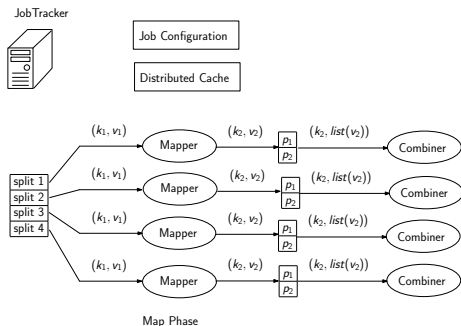 JobTracker
Job Configuration
Distributed Cache
(k₁, v₁) (k₂, v₂) (k₂, list(v₂))
Mapper p₁ Combiner
p₂
(k₁, v₁) (k₂, v₂) (k₂, list(v₂))
split 1 Mapper p₁ Combiner
split 2 p₂
split 3 (k₁, v₁) (k₂, v₂) (k₂, list(v₂))
split 4 Mapper p₁ Combiner
p₂
(k₁, v₁) (k₂, v₂) (k₂, list(v₂))
Mapper p₁ Combiner
p₂
Map Phase